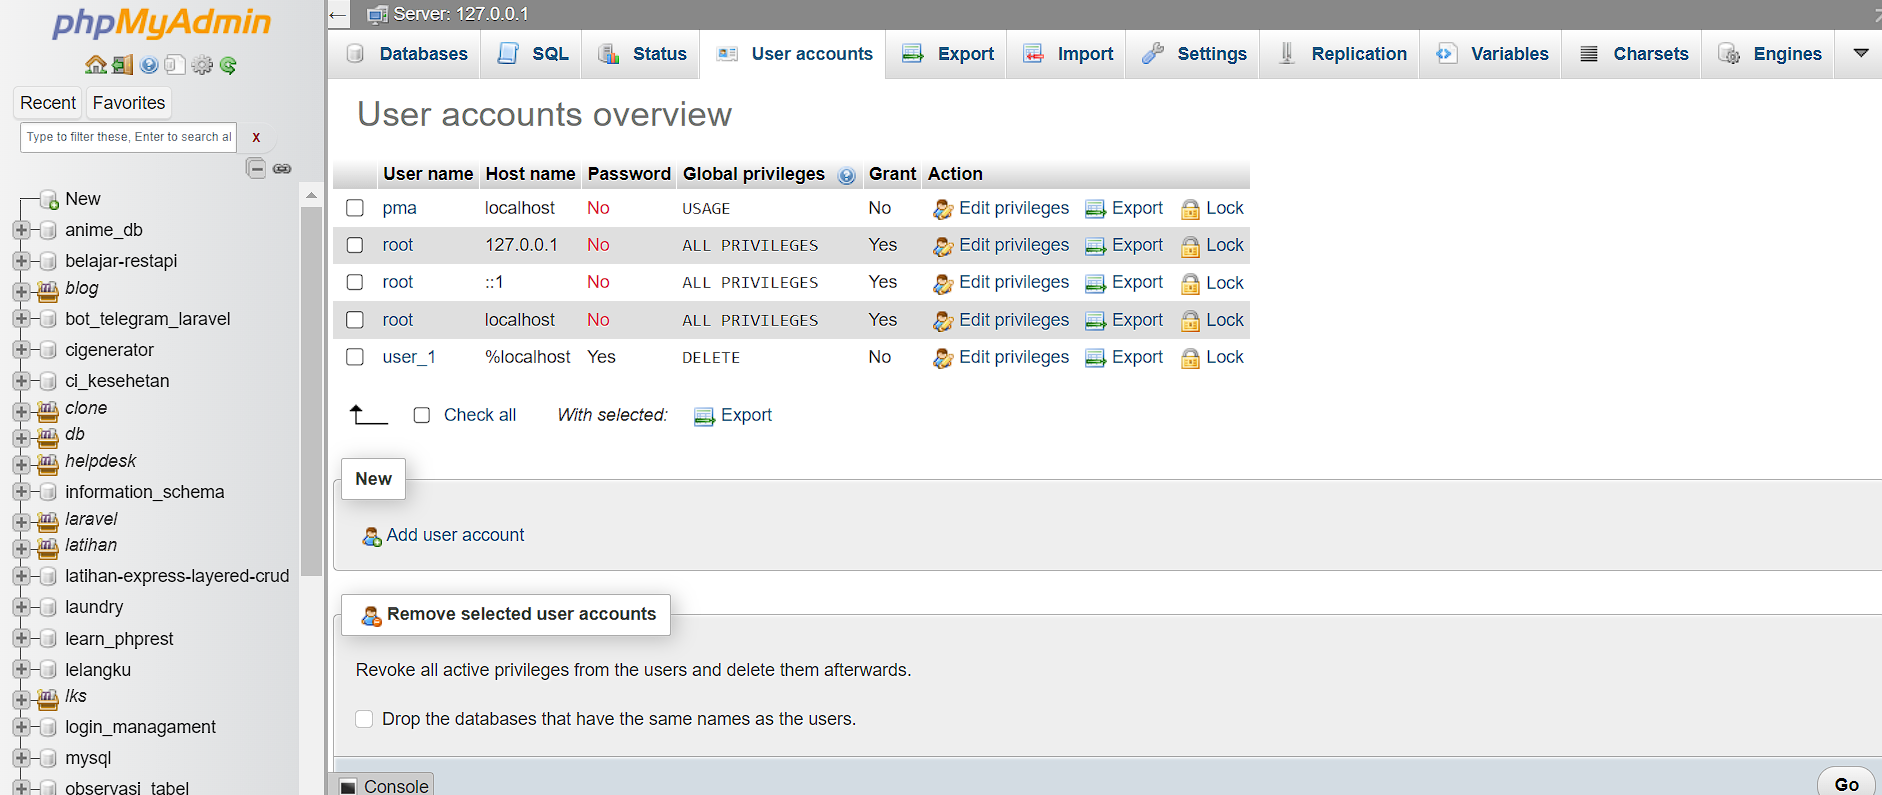 phpMyAdmin
Recent Favorites
Type to filter these, Enter to search al X
New
anime_db
belajar-restapi
blog
bot_telegram_laravel
cigenerator
ci_kesehetan
clone
db
helpdesk
information_schema
laravel
latihan
latihan-express-layered-crud
laundry
learn_phprest
lelangku
lks
login_managament
mysql
observasi_tabel
Server: 127.0.0.1
Databases SQL Status User accounts Export Import Settings Replication Variables Charsets Engines
User accounts overview
User name Host name Password Global privileges Grant Action
pma localhost No USAGE No Edit privileges Export Lock
root 127.0.0.1 No ALL PRIVILEGES Yes Edit privileges Export Lock
root ::1 No ALL PRIVILEGES Yes Edit privileges Export Lock
root localhost No ALL PRIVILEGES Yes Edit privileges Export Lock
user_1 %localhost Yes DELETE No Edit privileges Export Lock
Check all With selected: Export
New
Add user account
Remove selected user accounts
Revoke all active privileges from the users and delete them afterwards.
Drop the databases that have the same names as the users.
Console Go